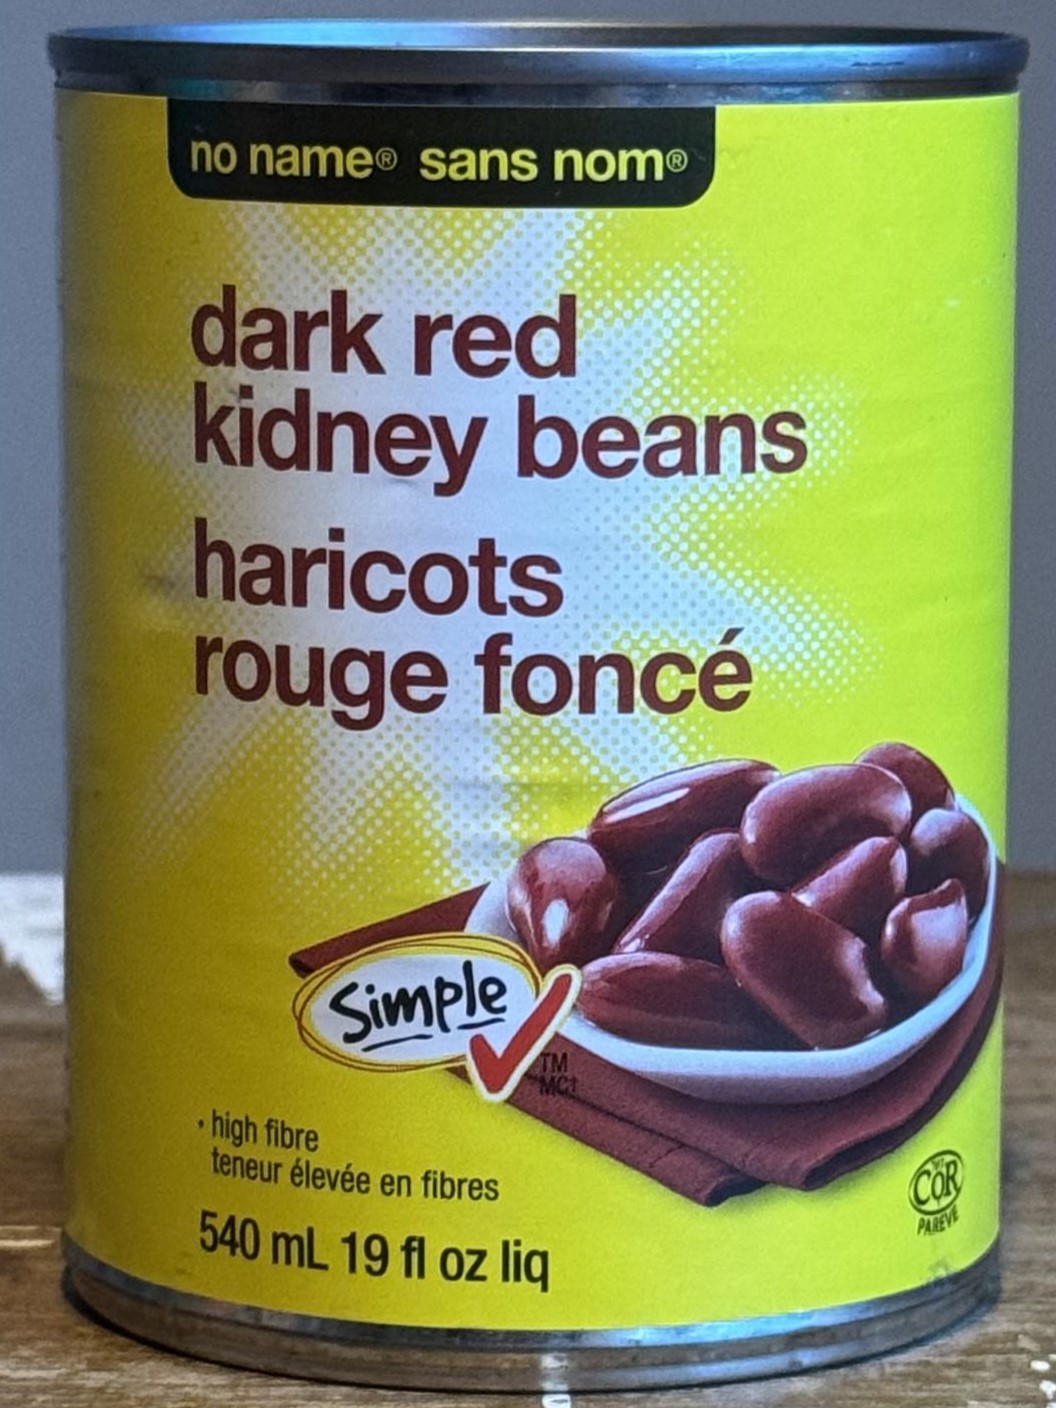 no name® sans nom®
dark red
kidney beans
haricots
rouge foncé
Simple
TM
MC†
· high fibre
teneur élevée en fibres
540 mL 19 fl oz liq
COR
PAREVE